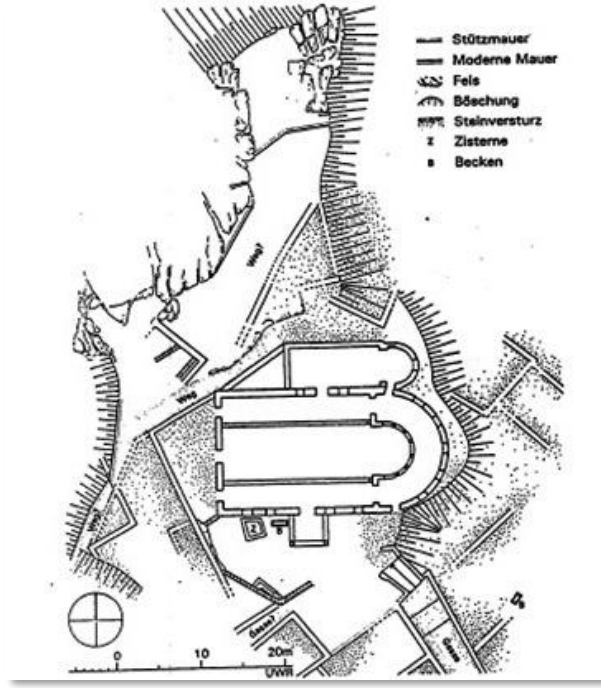 Stützmauer
Moderne Mauer
Fels
Böschung
Steinversturz
Z Zisterne
B Becken
Weg?
Weg
Weg?
Z
B
Gasse?
Gasse
B
0 10 20m
UWR